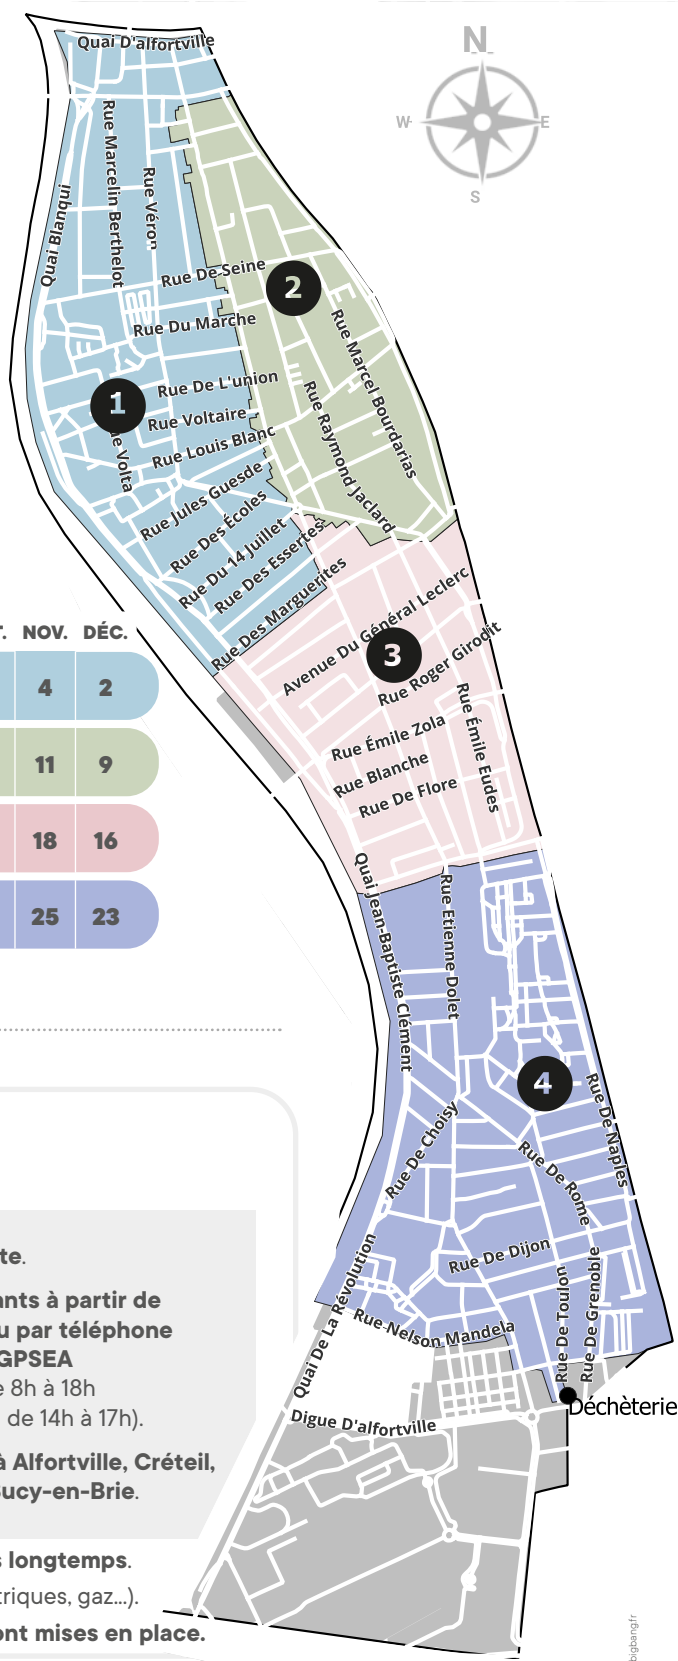 Quai D'alfortville
N
W
E
S
Rue Marcelin Berthelot
Rue Véron
Quai Blanqui
Rue De Seine
2
Rue Du Marche
Rue Marcel Bourdarias
Rue De L'union
1
Rue Voltaire
Rue Raymond Jaclard
Rue Louis Blanc
ue Volta
Rue Jules Guesde
Rue Des Écoles
Rue Du 14 Juillet
Rue Des Essertes
Rue Des Marguerites
Avenue Du Général Leclerc
3
Rue Roger Girodit
T. NOV. DÉC.
4 2
11 9
18 16
25 23
Rue Émile Zola
Rue Émile Eudes
Rue Blanche
Rue De Flore
Quai Jean-Baptiste Clément
Rue Etienne Dolet
4
Rue De Naples
Rue De Choisy
Rue De Rome
Rue De Dijon
Quai De La Révolution
Rue De Toulon
Rue De Grenoble
Rue Nelson Mandela
Déchèterie
Digue D'alfortville
te.
ants à partir de
u par téléphone
GPSEA
e 8h à 18h
de 14h à 17h).
à Alfortville, Créteil,
Sucy-en-Brie.
s longtemps.
triques, gaz...).
ont mises en place.
bigbang.fr